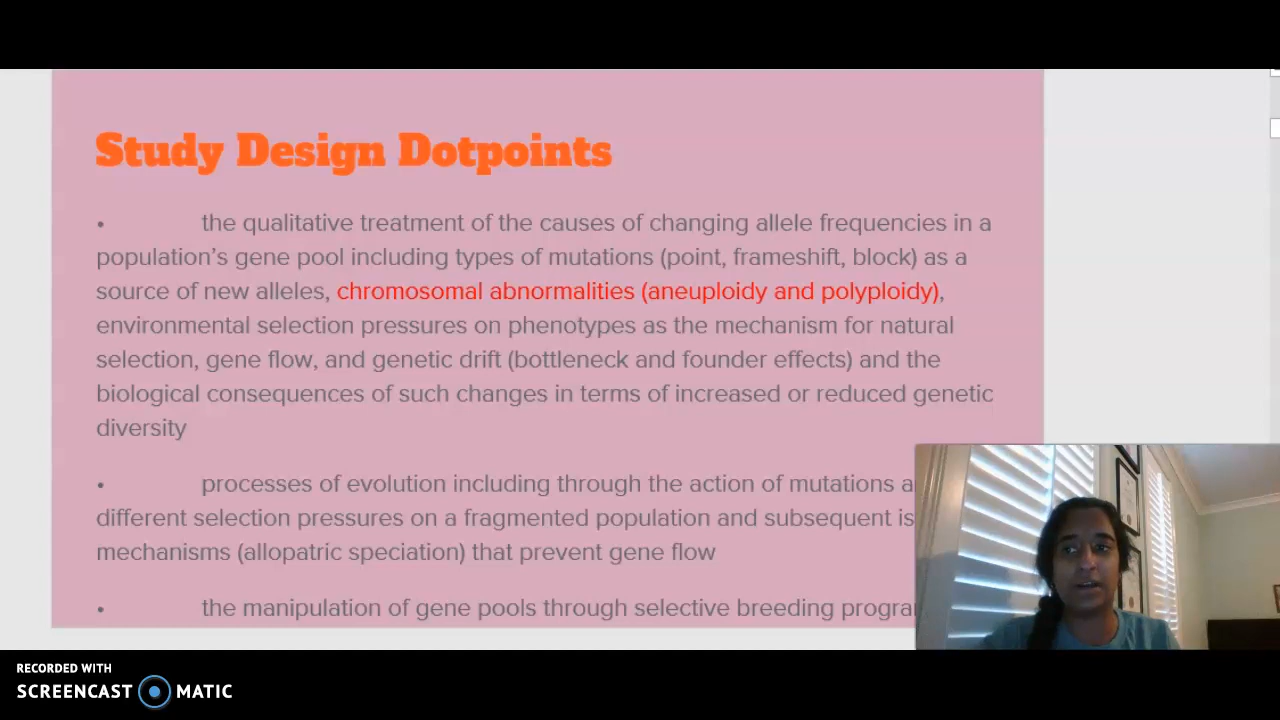 Study Design Dotpoints
• the qualitative treatment of the causes of changing allele frequencies in a
population’s gene pool including types of mutations (point, frameshift, block) as a
source of new alleles, chromosomal abnormalities (aneuploidy and polyploidy),
environmental selection pressures on phenotypes as the mechanism for natural
selection, gene flow, and genetic drift (bottleneck and founder effects) and the
biological consequences of such changes in terms of increased or reduced genetic
diversity
• processes of evolution including through the action of mutations
different selection pressures on a fragmented population and subsequent
mechanisms (allopatric speciation) that prevent gene flow
• the manipulation of gene pools through selective breeding
RECORDED WITH
SCREENCAST MATIC